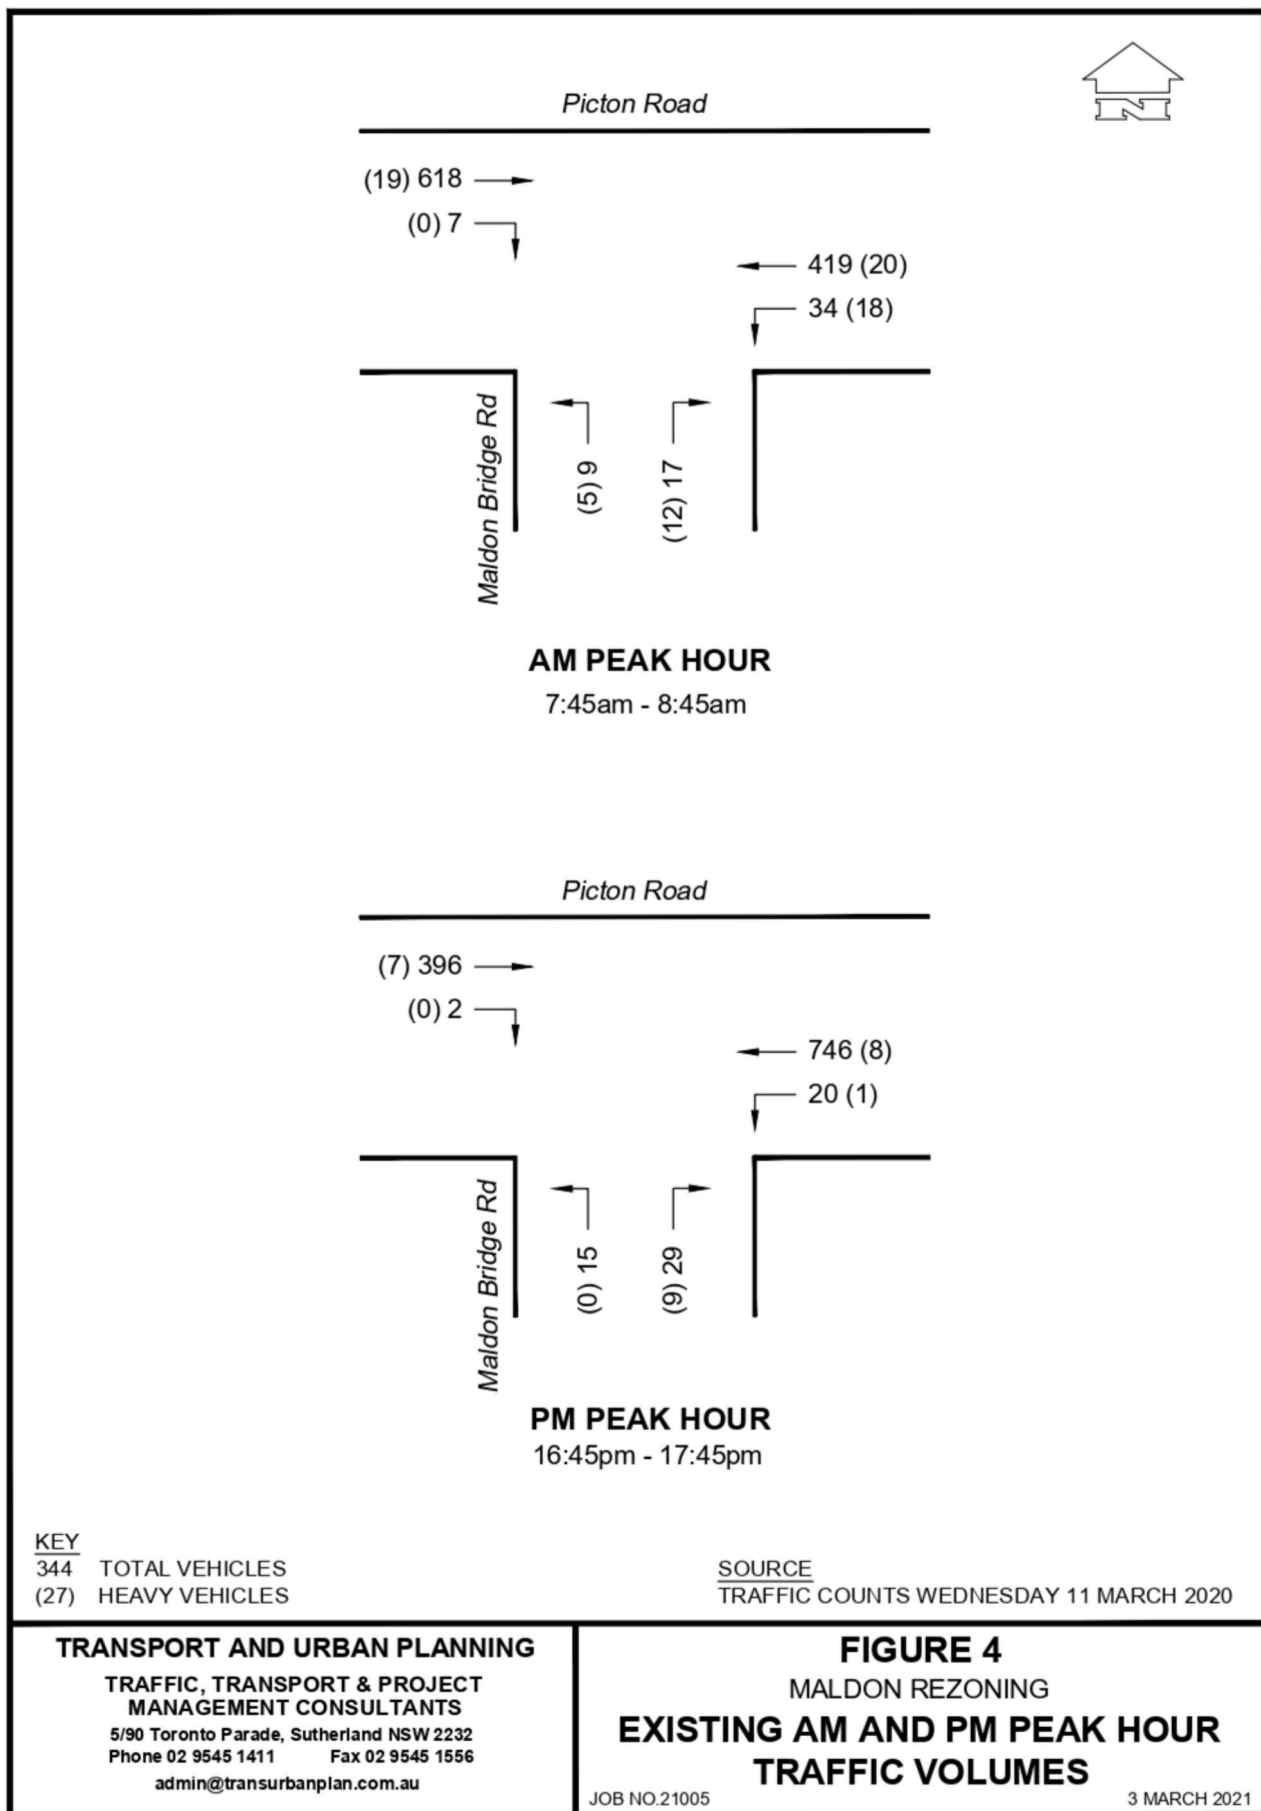 N
Picton Road
(19) 618
(0) 7
419 (20)
34 (18)
Maldon Bridge Rd
(5) 9
(12) 17
AM PEAK HOUR
7:45am - 8:45am
Picton Road
(7) 396
(0) 2
746 (8)
20 (1)
Maldon Bridge Rd
(0) 15
(9) 29
PM PEAK HOUR
16:45pm - 17:45pm
KEY
344 TOTAL VEHICLES
(27) HEAVY VEHICLES
SOURCE
TRAFFIC COUNTS WEDNESDAY 11 MARCH 2020
TRANSPORT AND URBAN PLANNING
TRAFFIC, TRANSPORT & PROJECT
MANAGEMENT CONSULTANTS
5/90 Toronto Parade, Sutherland NSW 2232
Phone 02 9545 1411 Fax 02 9545 1556
admin@transurbanplan.com.au
FIGURE 4
MALDON REZONING
EXISTING AM AND PM PEAK HOUR
TRAFFIC VOLUMES
JOB NO.21005 3 MARCH 2021